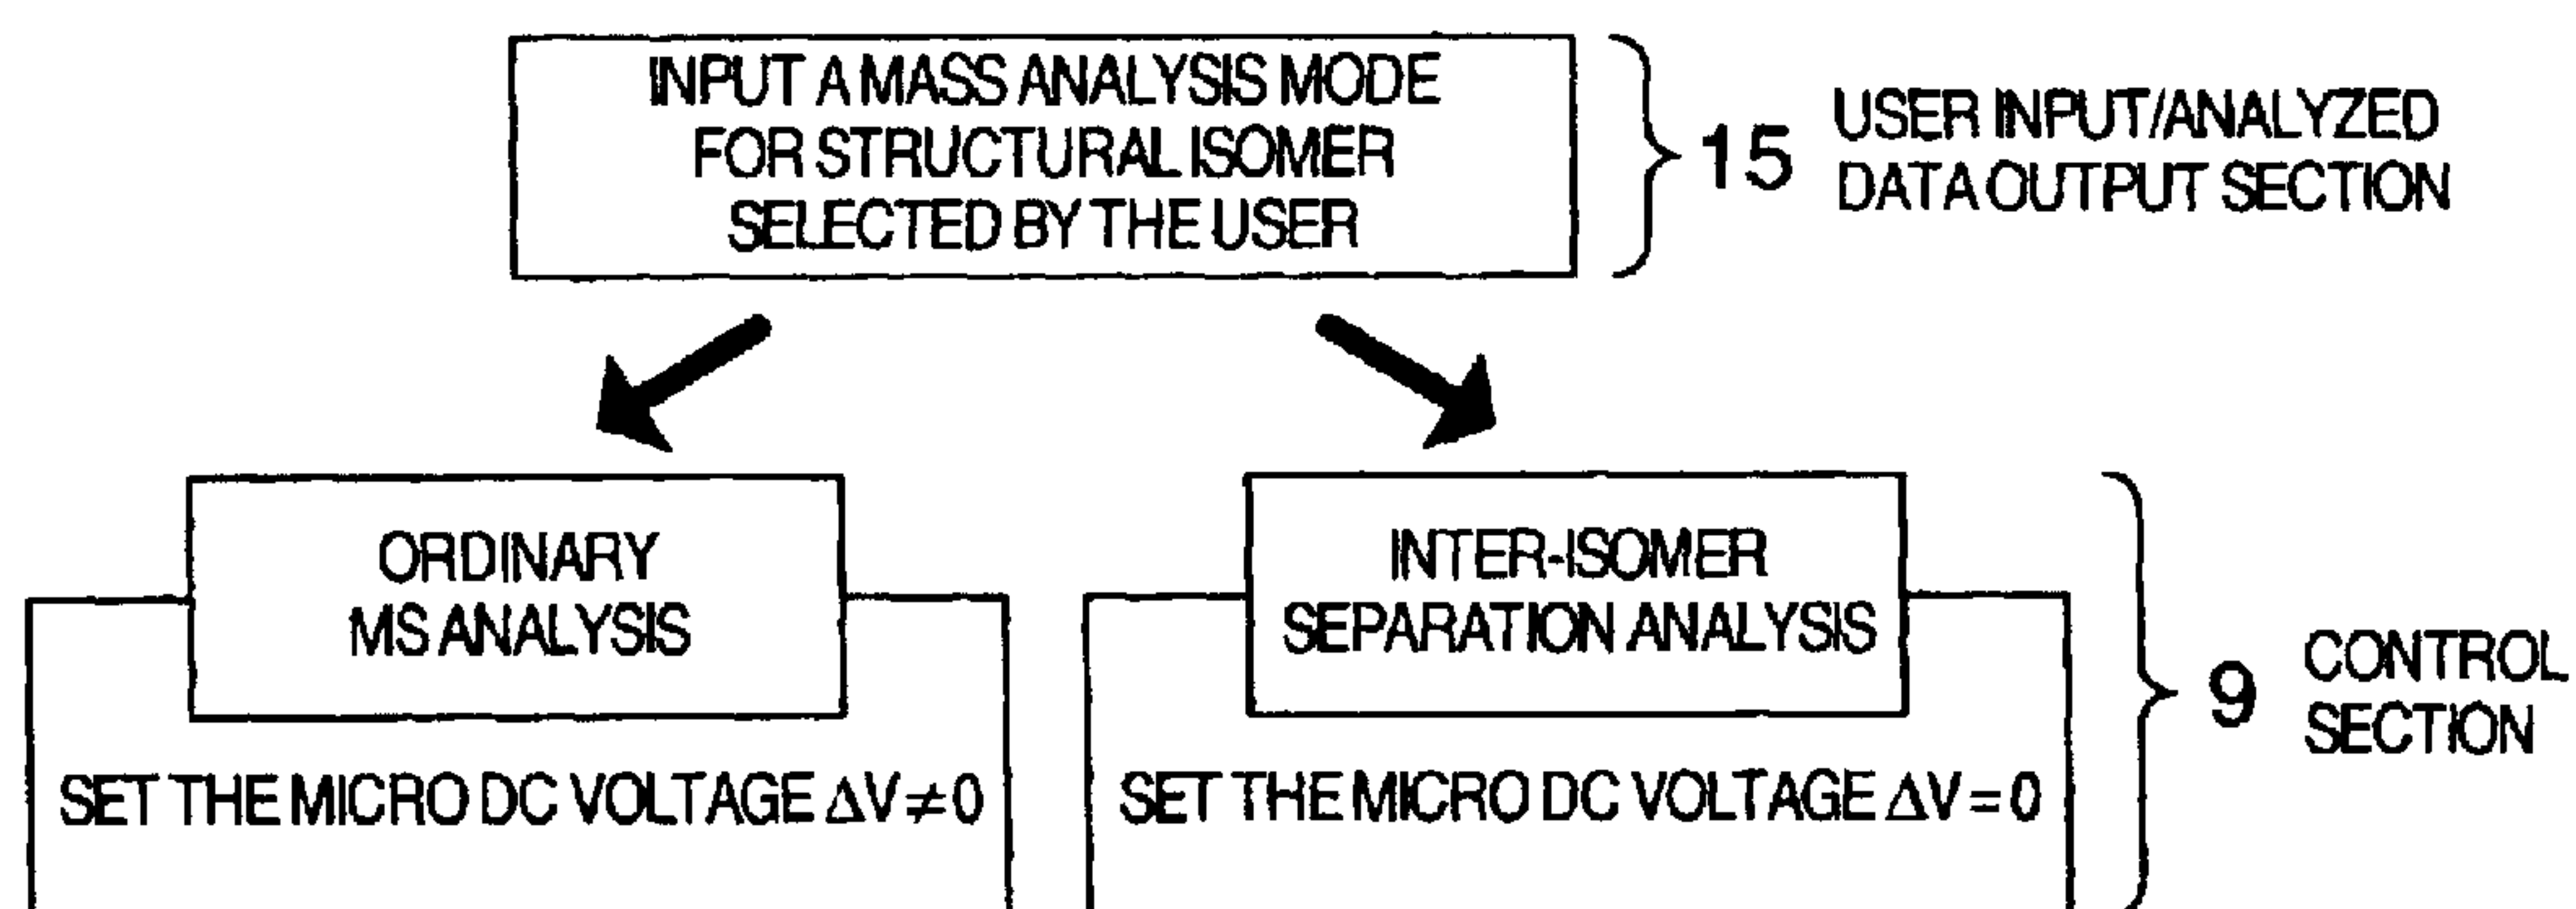 INPUT A MASS ANALYSIS MODE
FOR STRUCTURAL ISOMER
SELECTED BY THE USER
15
USER INPUT/ANALYZED
DATA OUTPUT SECTION
ORDINARY
MS ANALYSIS
SET THE MICRO DC VOLTAGE ΔV≠0
INTER-ISOMER
SEPARATION ANALYSIS
SET THE MICRO DC VOLTAGE ΔV=0
9
CONTROL
SECTION